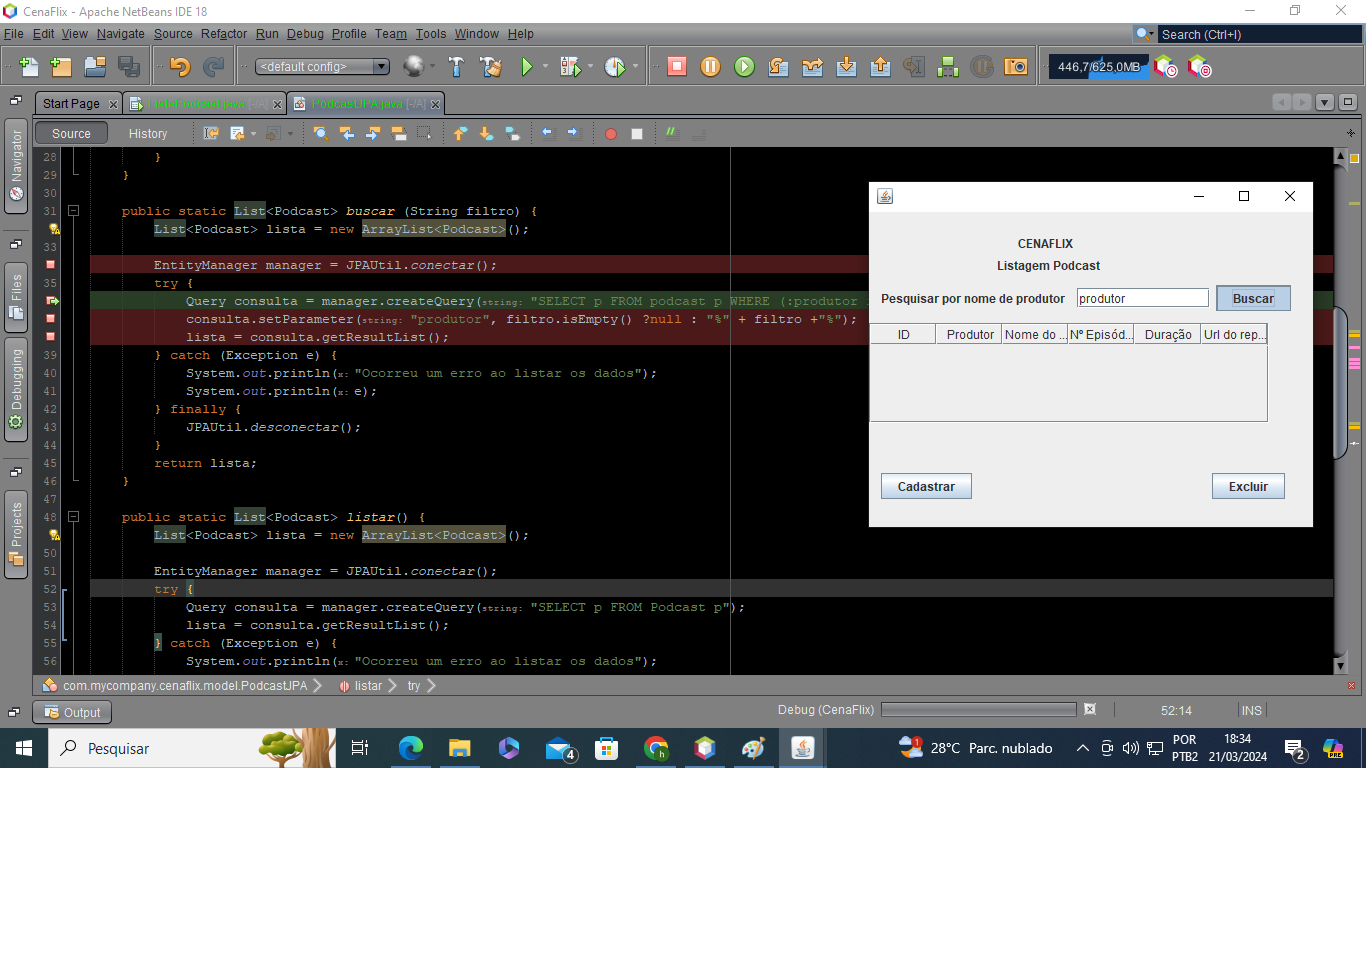 CenaFlix - Apache NetBeans IDE 18
File Edit View Navigate Source Refactor Run Debug Profile Team Tools Window Help
Search (Ctrl+I)
<default config>
446,7/625,0MB
Start Page
PodcastJPA.java [-/A]
Source History
Navigator
Files
Debugging
Projects
28 }
29 }
30
31 public static List<Podcast> buscar (String filtro) {
List<Podcast> lista = new ArrayList<Podcast>();
33
EntityManager manager = JPAUtil.conectar();
35 try {
Query consulta = manager.createQuery(string: "SELECT p FROM podcast p WHERE (:produtor
consulta.setParameter(string: "produtor", filtro.isEmpty() ?null : "%" + filtro +"%");
lista = consulta.getResultList();
39 } catch (Exception e) {
40 System.out.println(x: "Ocorreu um erro ao listar os dados");
41 System.out.println(x: e);
42 } finally {
43 JPAUtil.desconectar();
44 }
45 return lista;
46 }
47
48 public static List<Podcast> listar() {
List<Podcast> lista = new ArrayList<Podcast>();
50
51 EntityManager manager = JPAUtil.conectar();
52 try {
53 Query consulta = manager.createQuery(string: "SELECT p FROM Podcast p");
54 lista = consulta.getResultList();
55 } catch (Exception e) {
56 System.out.println(x: "Ocorreu um erro ao listar os dados");
CENAFLIX
Listagem Podcast
Pesquisar por nome de produtor produtor Buscar
ID Produtor Nome do ... Nº Episód... Duração Url do rep...
Cadastrar Excluir
com.mycompany.cenaflix.model.PodcastJPA listar try
Output
Debug (CenaFlix) 52:14 INS
Pesquisar
4
1
28°C Parc. nublado
POR
PTB2
18:34
21/03/2024
2
PRE